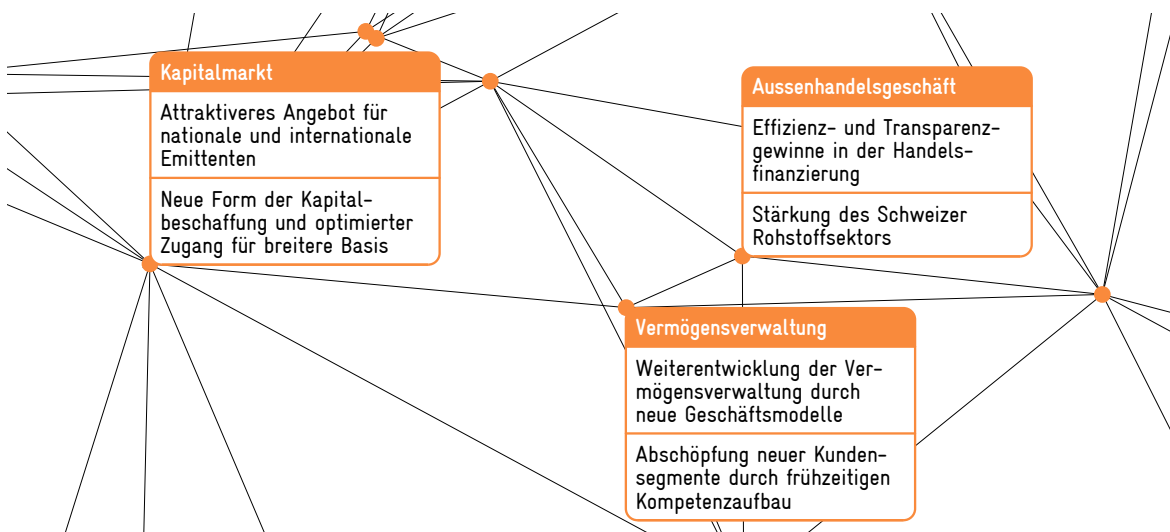 Kapitalmarkt
Attraktiveres Angebot für
nationale und internationale
Emittenten
Neue Form der Kapital-
beschaffung und optimierter
Zugang für breitere Basis
Aussenhandelsgeschäft
Effizienz- und Transparenz-
gewinne in der Handels-
finanzierung
Stärkung des Schweizer
Rohstoffsektors
Vermögensverwaltung
Weiterentwicklung der Ver-
mögensverwaltung durch
neue Geschäftsmodelle
Abschöpfung neuer Kunden-
segmente durch frühzeitigen
Kompetenzaufbau